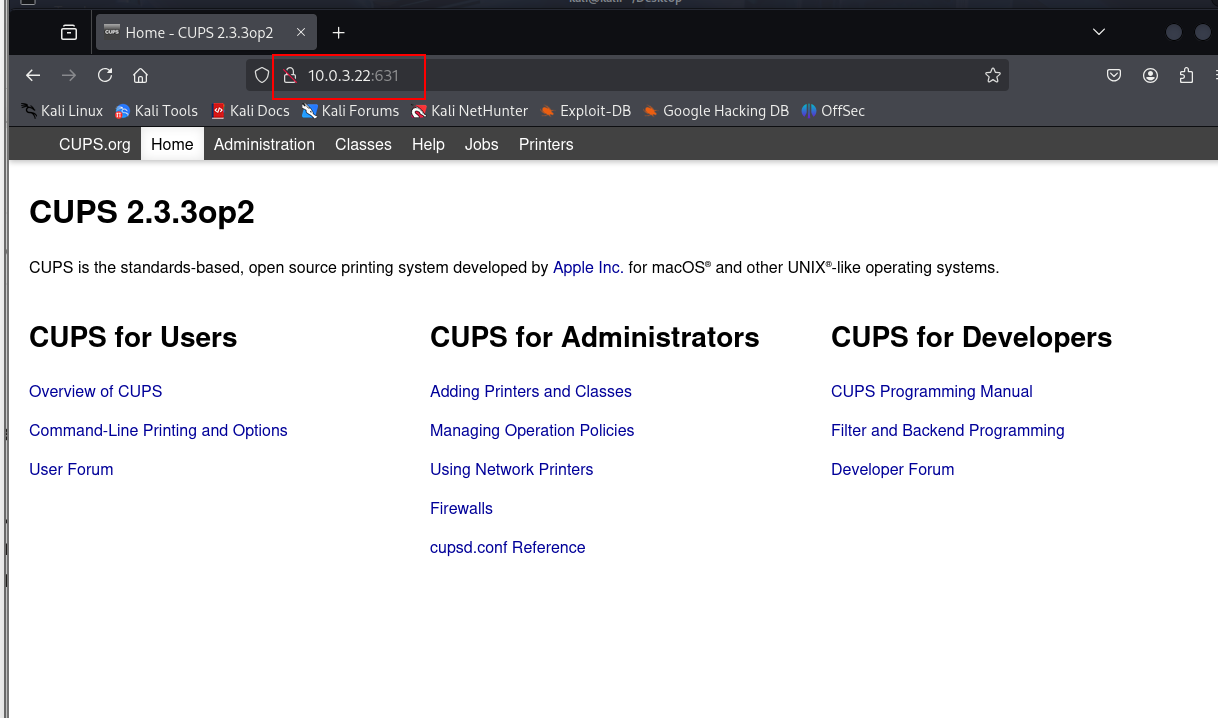 Home - CUPS 2.3.3op2
10.0.3.22:631
Kali Linux Kali Tools Kali Docs Kali Forums Kali NetHunter Exploit-DB Google Hacking DB OffSec
CUPS.org Home Administration Classes Help Jobs Printers
CUPS 2.3.3op2
CUPS is the standards-based, open source printing system developed by Apple Inc. for macOS® and other UNIX®-like operating systems.
CUPS for Users
Overview of CUPS
Command-Line Printing and Options
User Forum
CUPS for Administrators
Adding Printers and Classes
Managing Operation Policies
Using Network Printers
Firewalls
cupsd.conf Reference
CUPS for Developers
CUPS Programming Manual
Filter and Backend Programming
Developer Forum